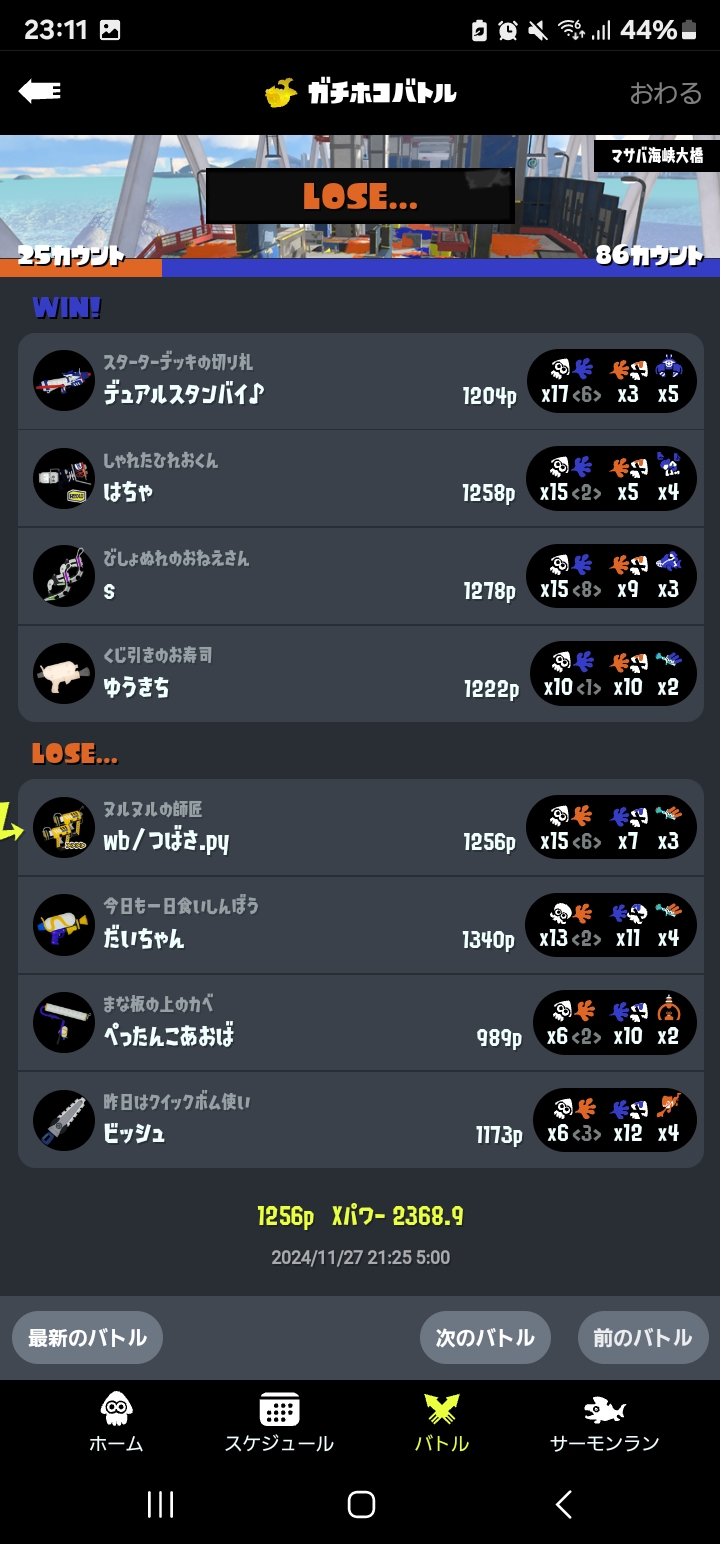 23:11 44%
ガチホコバトル おわる
マサバ海峡大橋
LOSE...
25カウント 86カウント
WIN!
スターターデッキの切り札
デュアルスタンバイ♪ 1204p x17 <6> x3 x5
しゃれたひれおくん
はちゃ 1258p x15 <2> x5 x4
びしょぬれのおねえさん
s 1278p x15 <8> x9 x3
くじ引きのお寿司
ゆうきち 1222p x10 <1> x10 x2
LOSE...
ヌルヌルの師匠
wb/つばさ.py 1256p x15 <6> x7 x3
今日も一日食いしんぼう
だいちゃん 1340p x13 <2> x11 x4
まな板の上のカベ
ぺったんこあおば 989p x6 <2> x10 x2
昨日はクイックボム使い
ビッシュ 1173p x6 <3> x12 x4
1256p Xパワー 2368.9
2024/11/27 21:25 5:00
最新のバトル 次のバトル 前のバトル
ホーム スケジュール バトル サーモンラン